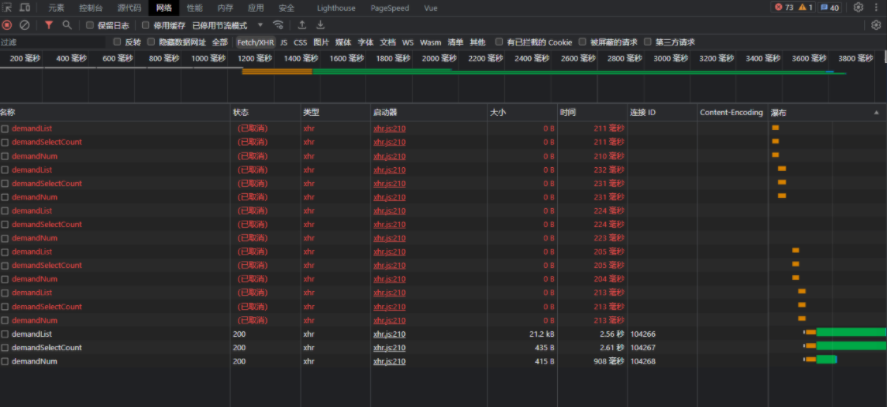 元素 控制台 源代码 网络 性能 内存 应用 安全 Lighthouse PageSpeed Vue 73 1 40
保留日志 停用缓存 已停用节流模式
过滤 反转 隐藏数据网址 全部 Fetch/XHR JS CSS 图片 媒体 字体 文档 WS Wasm 清单 其他 有已拦截的 Cookie 被屏蔽的请求 第三方请求
200 毫秒 400 毫秒 600 毫秒 800 毫秒 1000 毫秒 1200 毫秒 1400 毫秒 1600 毫秒 1800 毫秒 2000 毫秒 2200 毫秒 2400 毫秒 2600 毫秒 2800 毫秒 3000 毫秒 3200 毫秒 3400 毫秒 3600 毫秒 3800 毫秒
名称 状态 类型 启动器 大小 时间 连接 ID Content-Encoding 瀑布
demandList (已取消) xhr xhr.js:210 0 B 211 毫秒
demandSelectCount (已取消) xhr xhr.js:210 0 B 211 毫秒
demandNum (已取消) xhr xhr.js:210 0 B 210 毫秒
demandList (已取消) xhr xhr.js:210 0 B 232 毫秒
demandSelectCount (已取消) xhr xhr.js:210 0 B 231 毫秒
demandNum (已取消) xhr xhr.js:210 0 B 231 毫秒
demandList (已取消) xhr xhr.js:210 0 B 224 毫秒
demandSelectCount (已取消) xhr xhr.js:210 0 B 224 毫秒
demandNum (已取消) xhr xhr.js:210 0 B 223 毫秒
demandList (已取消) xhr xhr.js:210 0 B 205 毫秒
demandSelectCount (已取消) xhr xhr.js:210 0 B 205 毫秒
demandNum (已取消) xhr xhr.js:210 0 B 204 毫秒
demandList (已取消) xhr xhr.js:210 0 B 213 毫秒
demandSelectCount (已取消) xhr xhr.js:210 0 B 213 毫秒
demandNum (已取消) xhr xhr.js:210 0 B 213 毫秒
demandList 200 xhr xhr.js:210 21.2 kB 2.56 秒 104266
demandSelectCount 200 xhr xhr.js:210 435 B 2.61 秒 104267
demandNum 200 xhr xhr.js:210 415 B 908 毫秒 104268